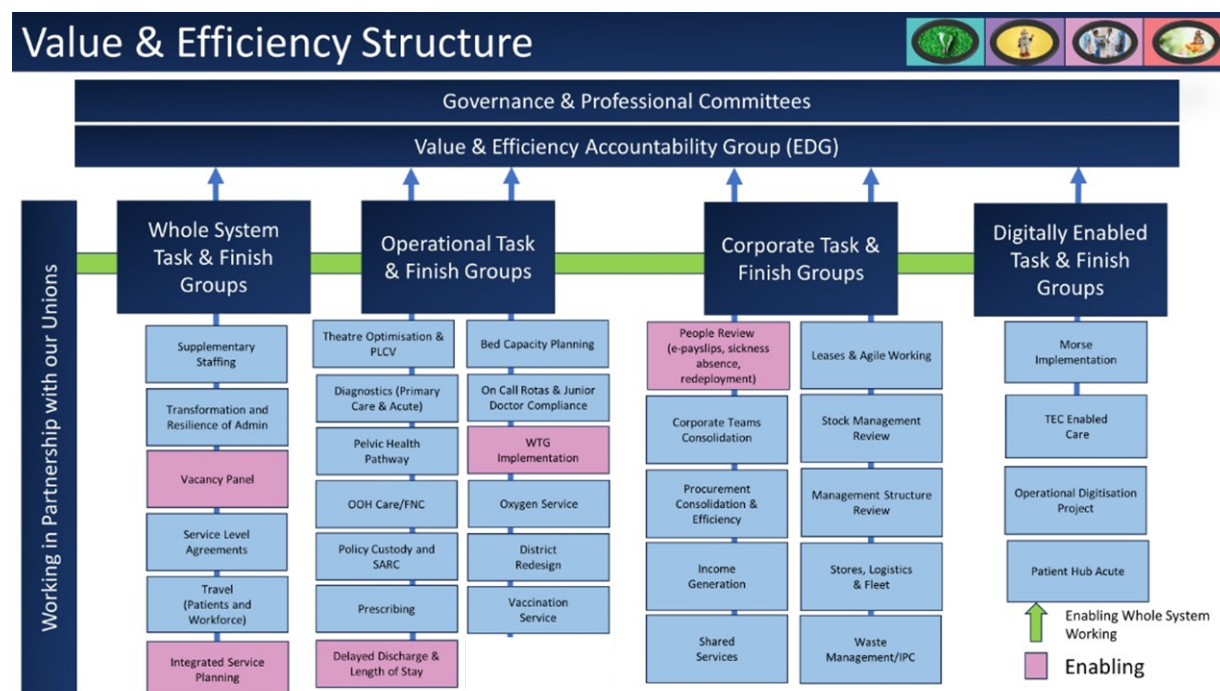 Value & Efficiency Structure
Governance & Professional Committees
Value & Efficiency Accountability Group (EDG)
Working in Partnership with our Unions
Whole System
Task & Finish
Groups
Supplementary
Staffing
Transformation and
Resilience of Admin
Vacancy Panel
Service Level
Agreements
Travel
(Patients and
Workforce)
Integrated Service
Planning
Operational Task
& Finish Groups
Theatre Optimisation &
PLCV
Diagnostics (Primary
Care & Acute)
Pelvic Health
Pathway
OOH Care/FNC
Policy Custody and
SARC
Prescribing
Delayed Discharge &
Length of Stay
Bed Capacity Planning
On Call Rotas & Junior
Doctor Compliance
WTG
Implementation
Oxygen Service
District
Redesign
Vaccination
Service
Corporate Task &
Finish Groups
People Review
(e-payslips, sickness
absence,
redeployment)
Corporate Teams
Consolidation
Procurement
Consolidation &
Efficiency
Income
Generation
Shared
Services
Leases & Agile Working
Stock Management
Review
Management Structure
Review
Stores, Logistics
& Fleet
Waste
Management/IPC
Digitally Enabled
Task & Finish
Groups
Morse
Implementation
TEC Enabled
Care
Operational Digitisation
Project
Patient Hub Acute
Enabling Whole System
Working
Enabling